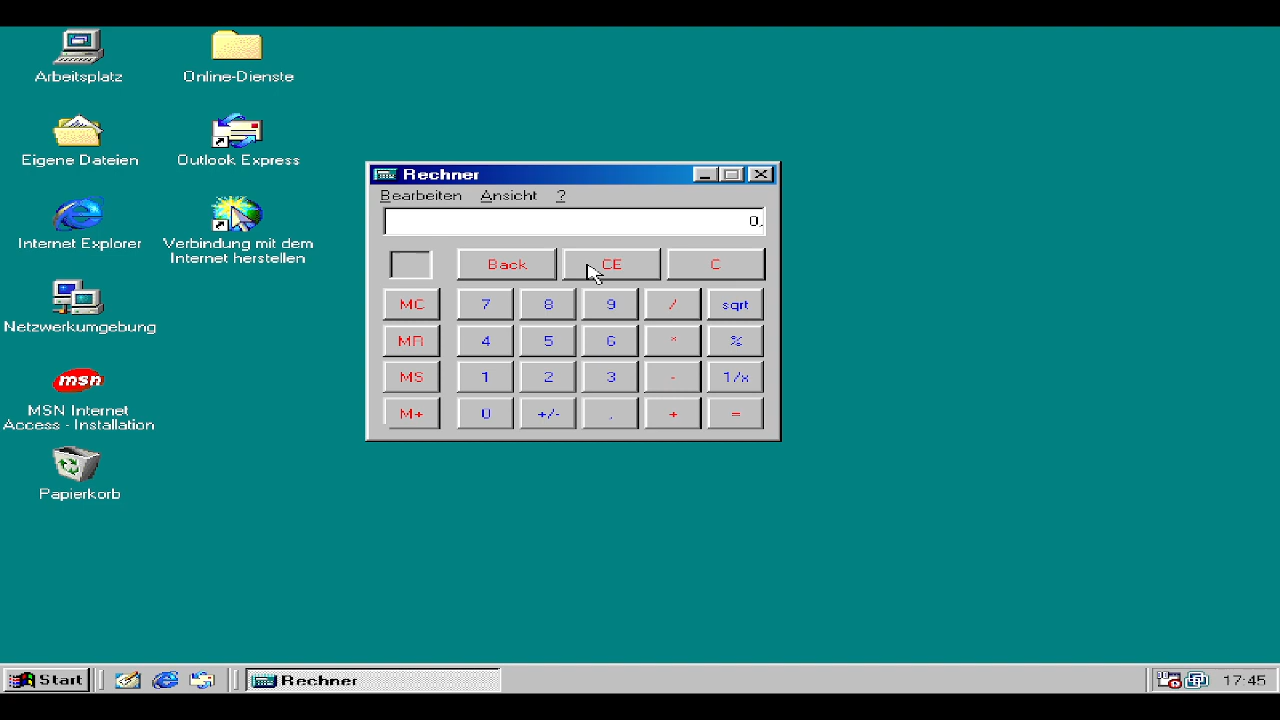 Arbeitsplatz
Online-Dienste
Eigene Dateien
Outlook Express
Internet Explorer
Verbindung mit dem
Internet herstellen
Netzwerkumgebung
msn
MSN Internet
Access - Installation
Papierkorb
Rechner
Bearbeiten Ansicht ?
0.
Back CE C
MC 7 8 9 / sqrt
MR 4 5 6 * %
MS 1 2 3 - 1/x
M+ 0 +/- , + =
Start Rechner 17:45